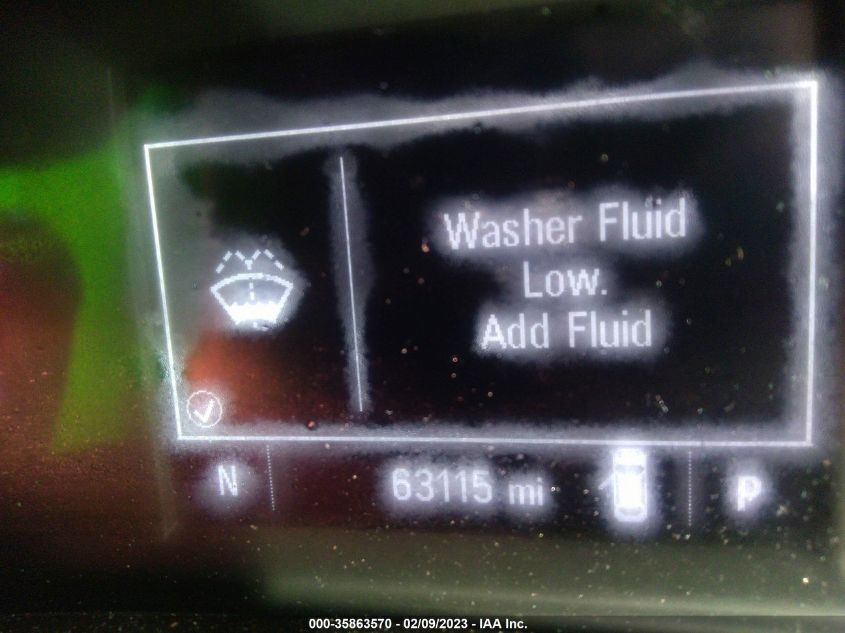 Washer Fluid
Low.
Add Fluid
N 63115 mi P
000-35863570 - 02/09/2023 - IAA Inc.